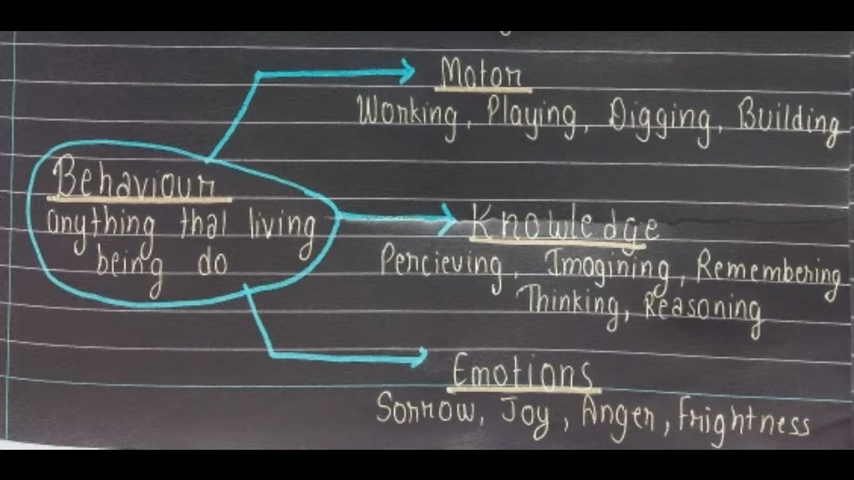 Motor
Working, Playing, Digging, Building
Behaviour
anything that living
being do
Knowledge
Percieving, Imagining, Remembering
Thinking, Reasoning
Emotions
Sorrow, Joy, Anger, Frightness